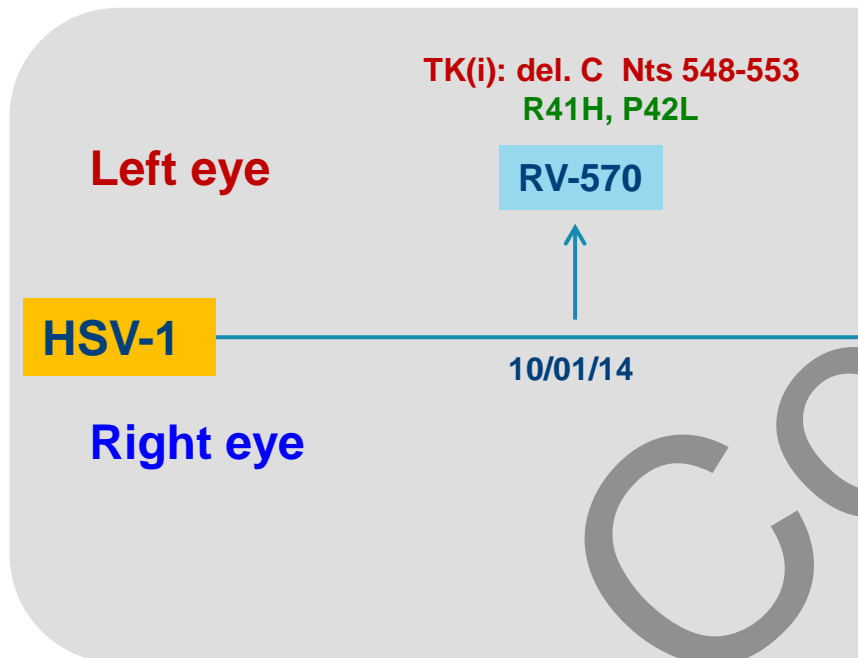 TK(i): del. C Nts 548-553
R41H, P42L
Left eye
RV-570
HSV-1
10/01/14
Right eye